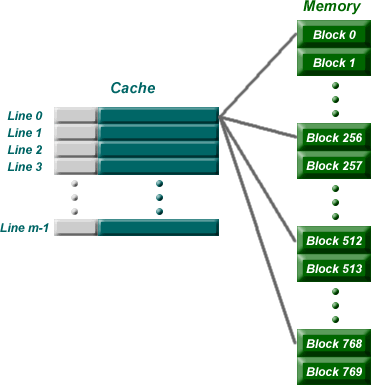 Memory
Block 0
Block 1
Cache
Line 0
Line 1
Line 2
Line 3
Line m-1
Block 256
Block 257
Block 512
Block 513
Block 768
Block 769